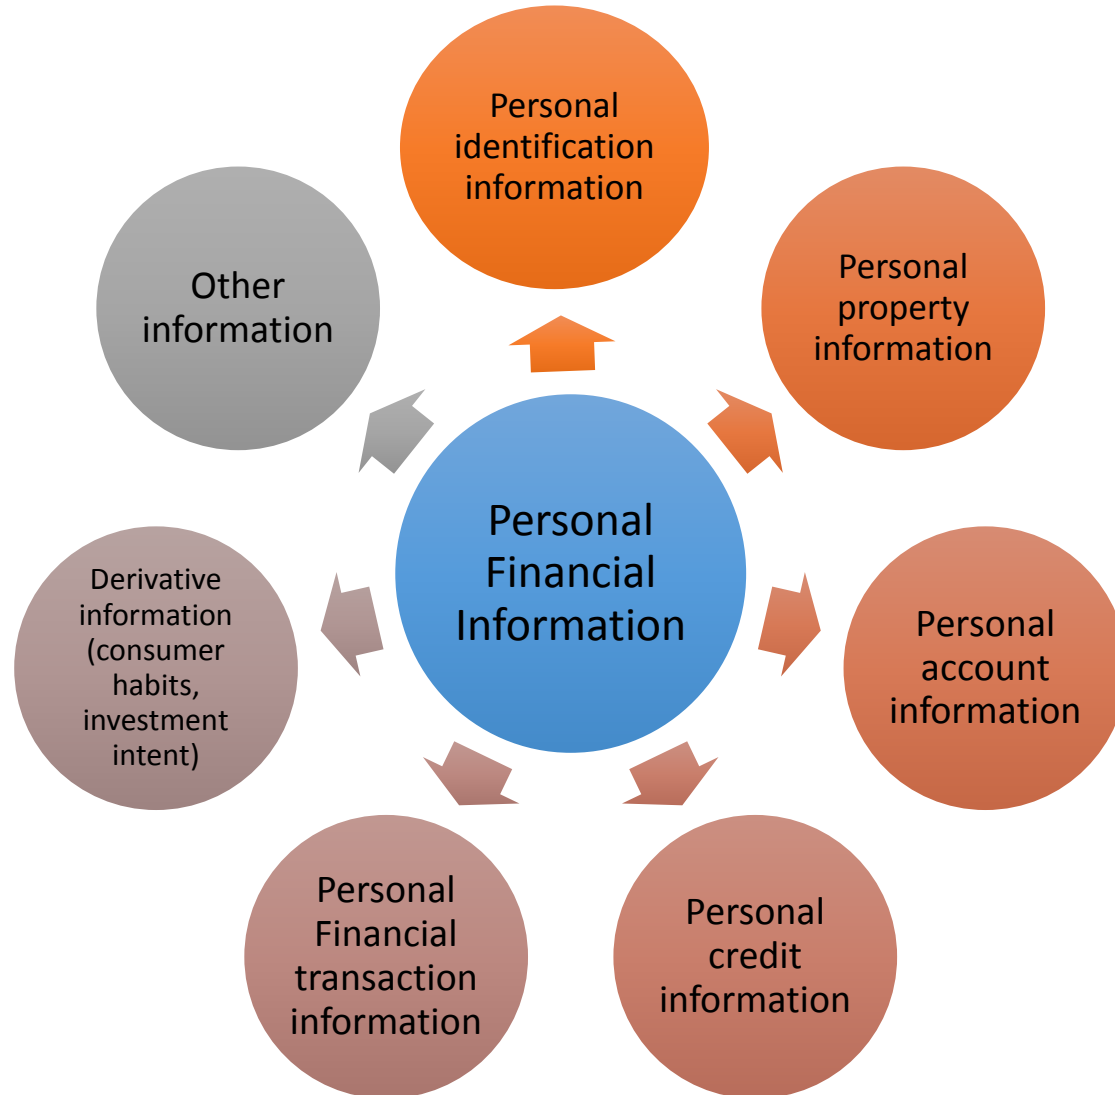 Personal
identification
information
Personal
property
information
Personal
account
information
Personal
credit
information
Personal
Financial
transaction
information
Derivative
information
(consumer
habits,
investment
intent)
Other
information
Personal
Financial
Information